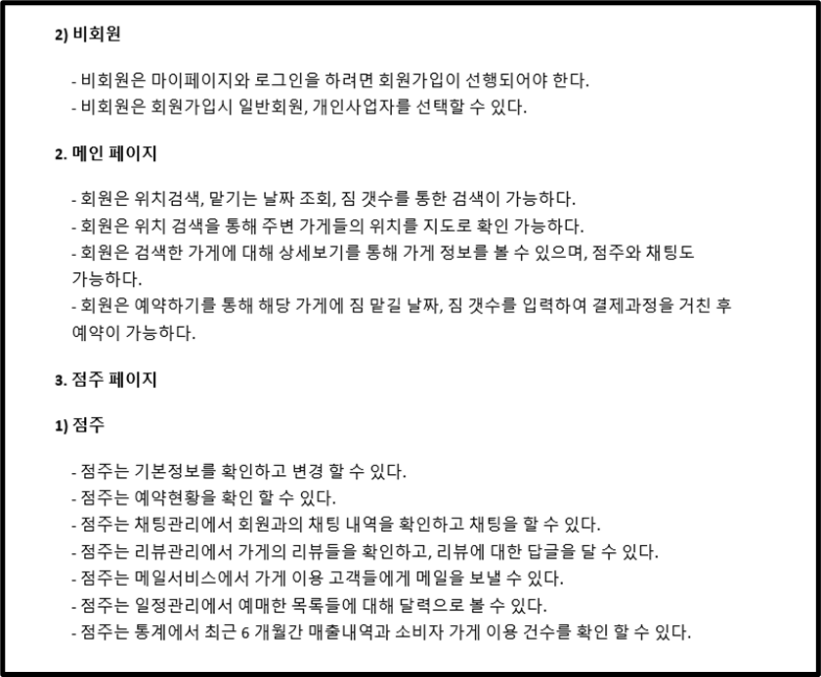 2) 비회원
- 비회원은 마이페이지와 로그인을 하려면 회원가입이 선행되어야 한다.
- 비회원은 회원가입시 일반회원, 개인사업자를 선택할 수 있다.
2. 메인 페이지
- 회원은 위치검색, 맡기는 날짜 조회, 짐 갯수를 통한 검색이 가능하다.
- 회원은 위치 검색을 통해 주변 가게들의 위치를 지도로 확인 가능하다.
- 회원은 검색한 가게에 대해 상세보기를 통해 가게 정보를 볼 수 있으며, 점주와 채팅도
가능하다.
- 회원은 예약하기를 통해 해당 가게에 짐 맡길 날짜, 짐 갯수를 입력하여 결제과정을 거친 후
예약이 가능하다.
3. 점주 페이지
1) 점주
- 점주는 기본정보를 확인하고 변경 할 수 있다.
- 점주는 예약현황을 확인 할 수 있다.
- 점주는 채팅관리에서 회원과의 채팅 내역을 확인하고 채팅을 할 수 있다.
- 점주는 리뷰관리에서 가게의 리뷰들을 확인하고, 리뷰에 대한 답글을 달 수 있다.
- 점주는 메일서비스에서 가게 이용 고객들에게 메일을 보낼 수 있다.
- 점주는 일정관리에서 예매한 목록들에 대해 달력으로 볼 수 있다.
- 점주는 통계에서 최근 6 개월간 매출내역과 소비자 가게 이용 건수를 확인 할 수 있다.